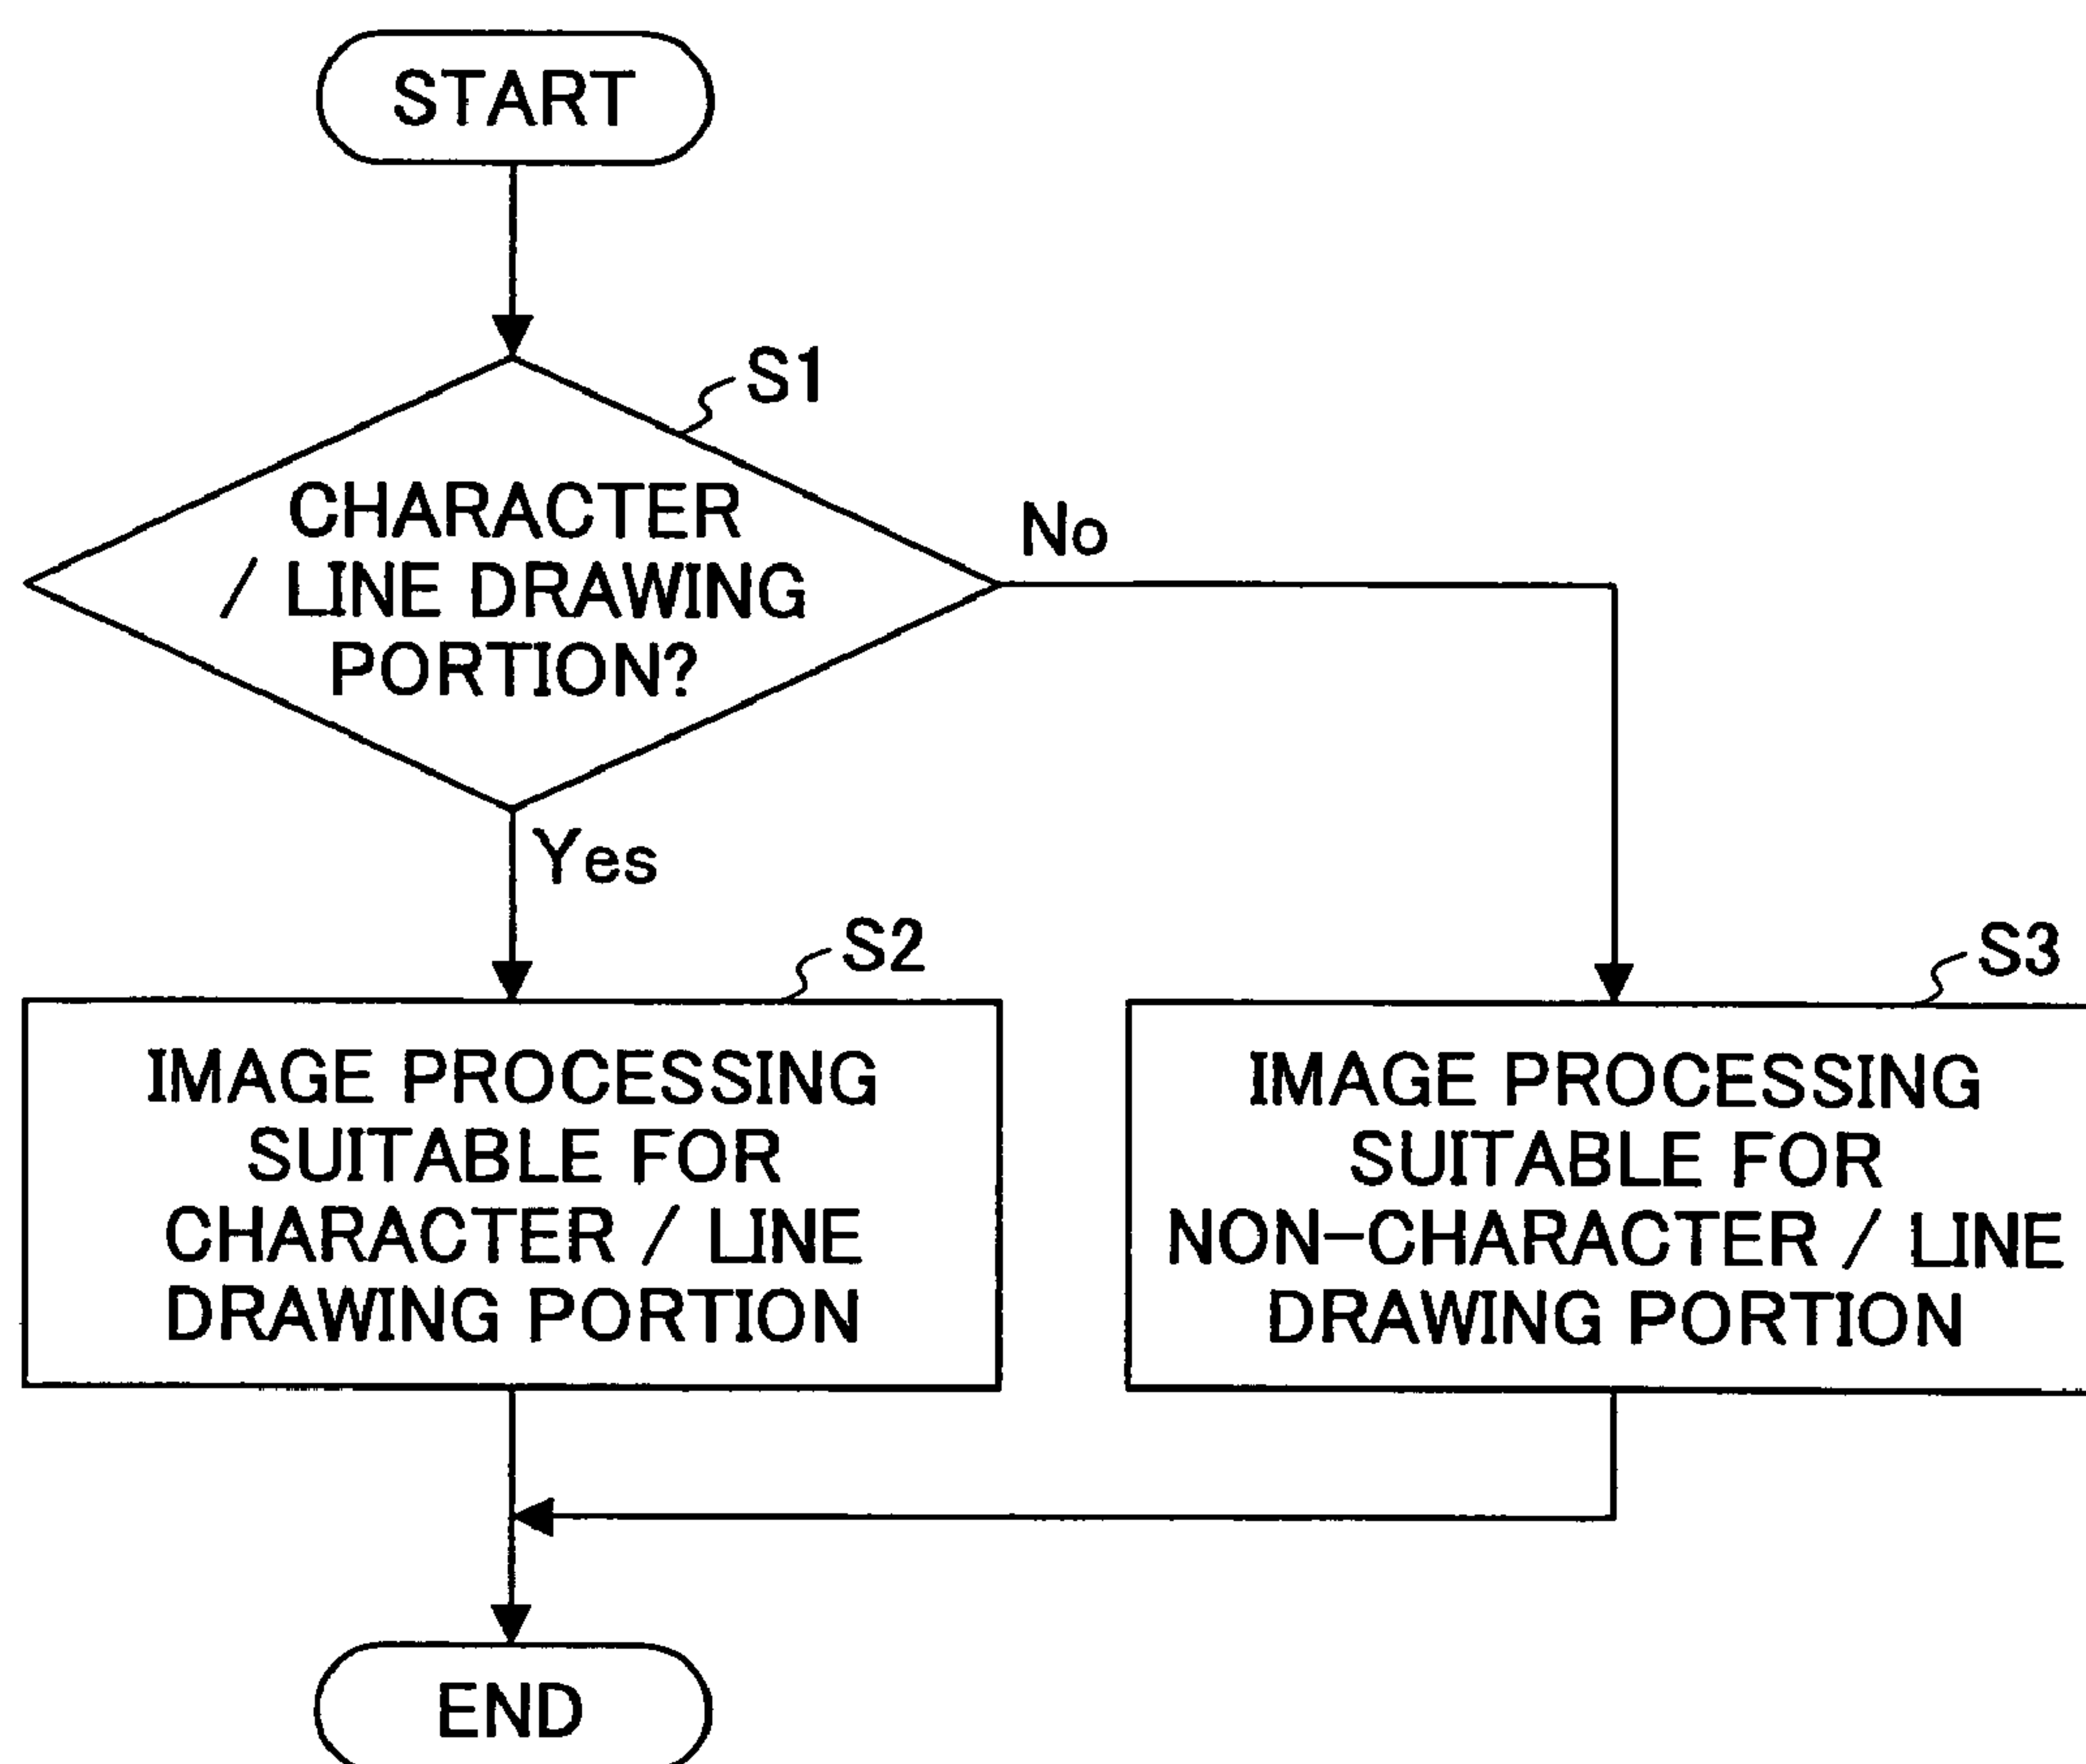 START
S1
CHARACTER
/ LINE DRAWING
PORTION?
No
Yes
S2
IMAGE PROCESSING
SUITABLE FOR
CHARACTER / LINE
DRAWING PORTION
S3
IMAGE PROCESSING
SUITABLE FOR
NON-CHARACTER / LINE
DRAWING PORTION
END